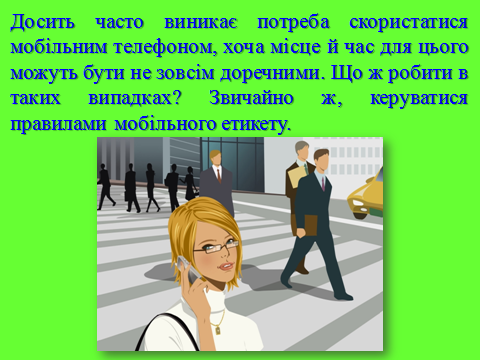 Досить часто виникає потреба скористатися
мобільним телефоном, хоча місце й час для цього
можуть бути не зовсім доречними. Що ж робити в
таких випадках? Звичайно ж, керуватися
правилами мобільного етикету.